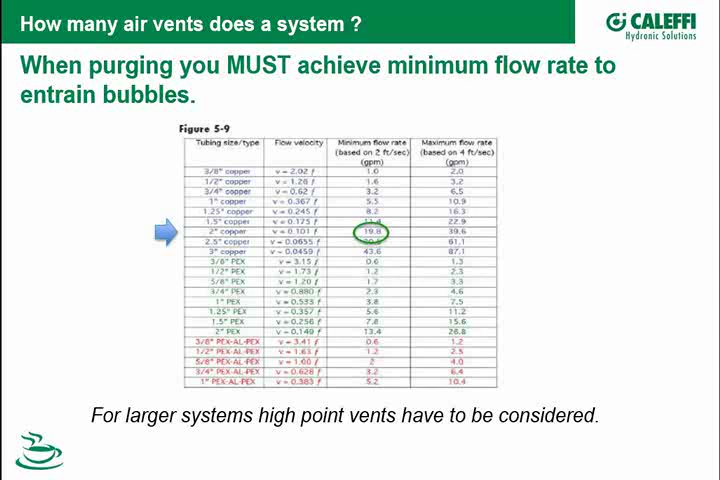 How many air vents does a system ?
CALEFFI
Hydronic Solutions
When purging you MUST achieve minimum flow rate to
entrain bubbles.
Figure 5-9
Tubing size/type Flow velocity Minimum flow rate (based on 2 ft/sec) (gpm) Maximum flow rate (based on 4 ft/sec) (gpm)
3/8" copper v = 2.02 f 1.0 2.0
1/2" copper v = 1.26 f 1.6 3.2
3/4" copper v = 0.62 f 3.2 6.5
1" copper v = 0.367 f 5.5 10.9
1.25" copper v = 0.245 f 8.2 16.3
1.5" copper v = 0.175 f 11.4 22.9
2" copper v = 0.101 f 19.8 39.6
2.5" copper v = 0.0655 f 61.1
3" copper v = 0.0459 f 43.6 87.1
3/8" PEX v = 3.15 f 0.6 1.3
1/2" PEX v = 1.73 f 1.2 2.3
5/8" PEX v = 1.20 f 1.7 3.3
3/4" PEX v = 0.880 f 2.3 4.6
1" PEX v = 0.533 f 3.8 7.5
1.25" PEX v = 0.357 f 5.6 11.2
1.5" PEX v = 0.256 f 7.8 15.6
2" PEX v = 0.149 f 13.4 26.8
3/8" PEX-AL-PEX v = 3.41 f 0.6 1.2
1/2" PEX-AL-PEX v = 1.63 f 1.2 2.5
5/8" PEX-AL-PEX v = 1.00 f 2 4.0
3/4" PEX-AL-PEX v = 0.628 f 3.2 6.4
1" PEX-AL-PEX v = 0.383 f 5.2 10.4
For larger systems high point vents have to be considered.